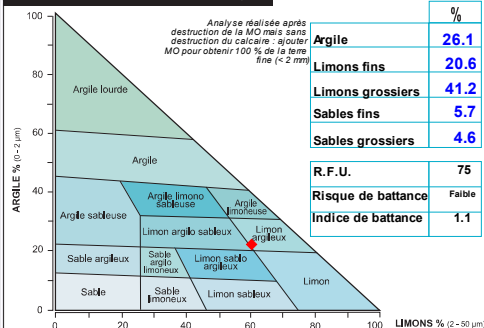 %
Analyse réalisée après
destruction de la MO mais sans
destruction du calcaire : ajouter
MO pour obtenir 100 % de la terre
fine (< 2 mm)
Argile 26.1
Limons fins 20.6
Limons grossiers 41.2
Sables fins 5.7
Sables grossiers 4.6
R.F.U. 75
Risque de battance Faible
Indice de battance 1.1
ARGILE % (0 - 2 µm)
100
80
60
40
20
0
Argile lourde
Argile
Argile sableuse
Argile limono
sableuse
Argile
limoneuse
Limon argilo sableux
Limon
argileux
Sable argileux
Sable
argilo
limoneux
Limon sablo
argileux
Limon
Sable
Sable
limoneux
Limon sableux
0 20 40 60 80 100
LIMONS % (2 - 50 µm)